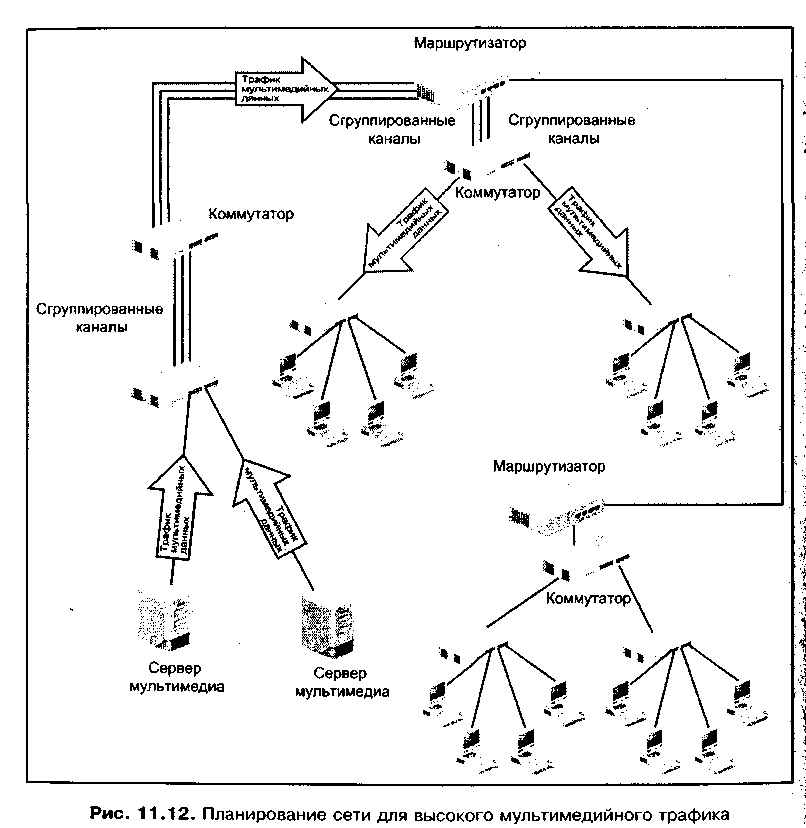 Маршрутизатор
Трафик
мультимедийных
данных
Сгруппированные
каналы
Сгруппированные
каналы
Коммутатор
Коммутатор
Трафик
мультимедийных
данных
Трафик
мультимедийных
данных
Сгруппированные
каналы
Маршрутизатор
Трафик
мультимедийных
данных
Трафик
мультимедийных
данных
Коммутатор
Сервер
мультимедиа
Сервер
мультимедиа
Рис. 11.12. Планирование сети для высокого мультимедийного трафика